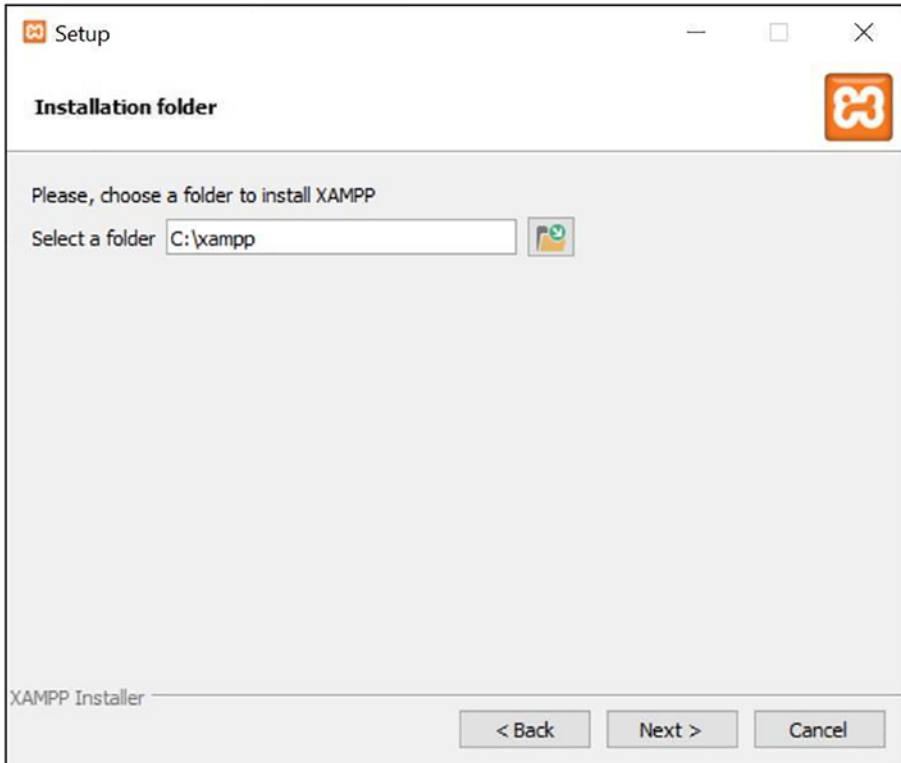 Setup
Installation folder
Please, choose a folder to install XAMPP
Select a folder C:\xampp
XAMPP Installer
< Back Next > Cancel